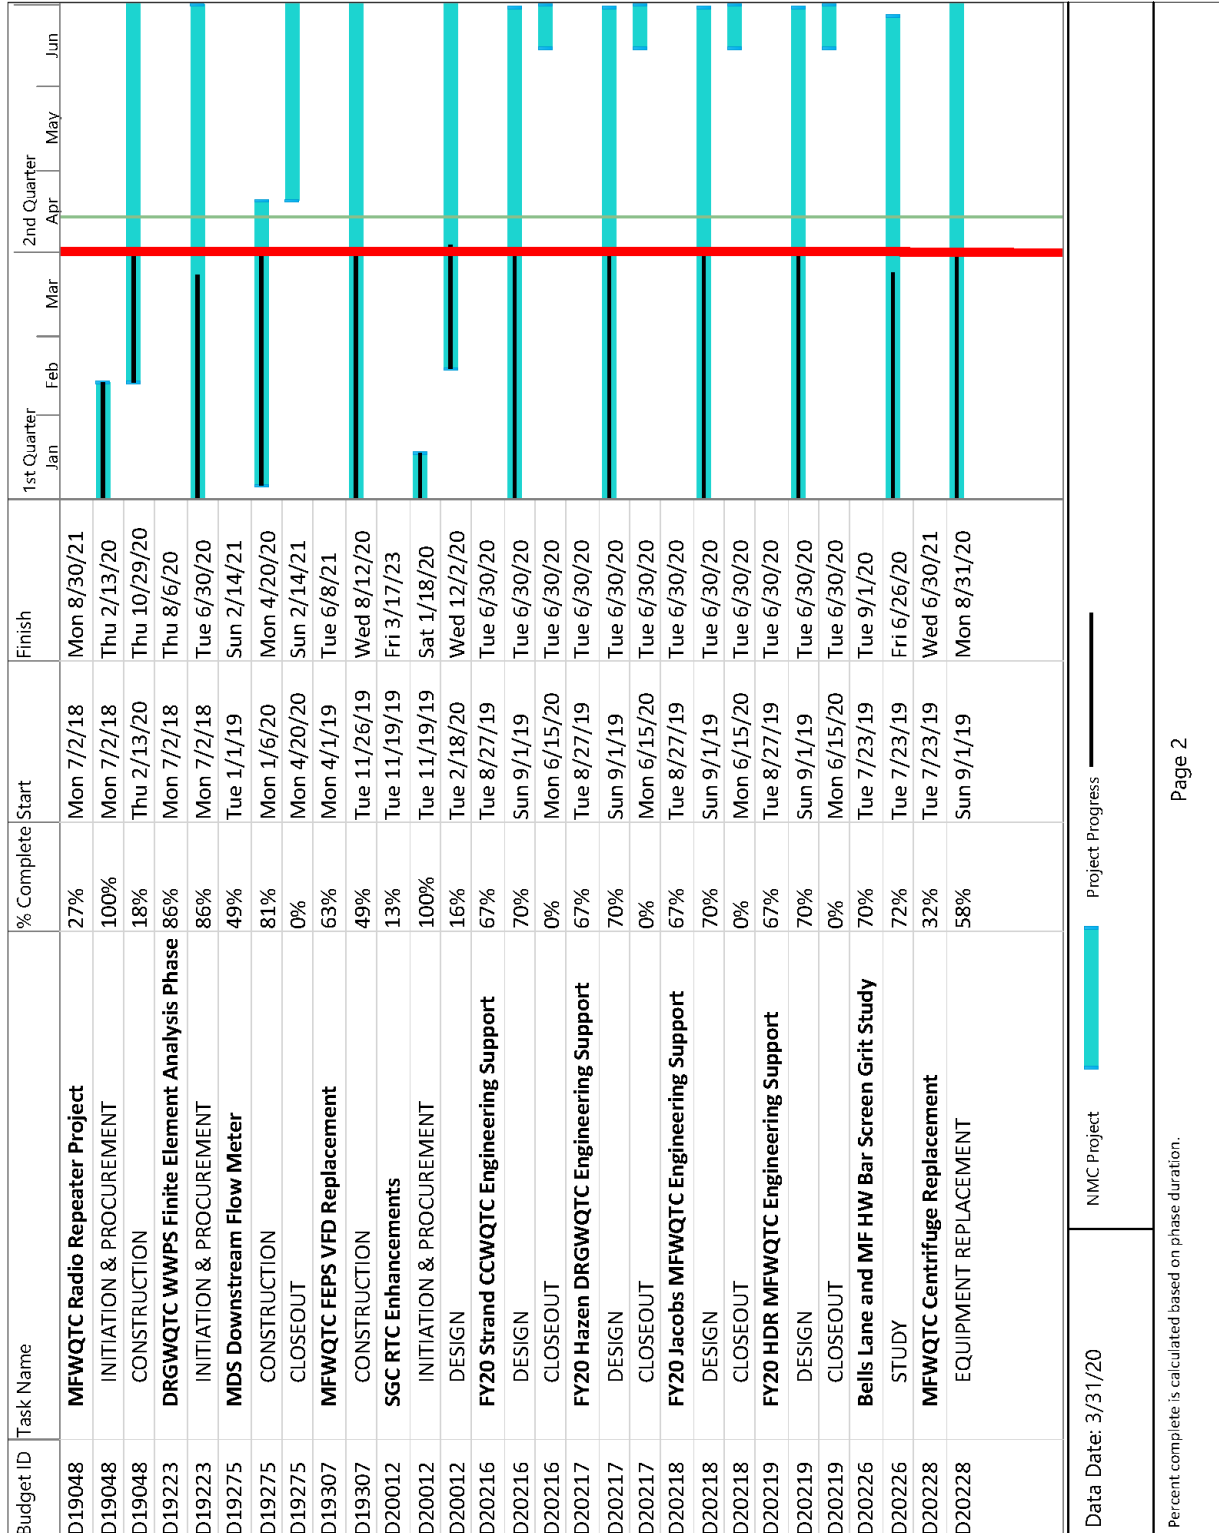 Budget ID Task Name % Complete Start Finish 1st Quarter 2nd Quarter
Jan Feb Mar Apr May Jun
D19048 MFWQTC Radio Repeater Project 27% Mon 7/2/18 Mon 8/30/21
D19048 INITIATION & PROCUREMENT 100% Mon 7/2/18 Thu 2/13/20
D19048 CONSTRUCTION 18% Thu 2/13/20 Thu 10/29/20
D19223 DRGWQTC WWPS Finite Element Analysis Phase 86% Mon 7/2/18 Thu 8/6/20
D19223 INITIATION & PROCUREMENT 86% Mon 7/2/18 Tue 6/30/20
D19275 MDS Downstream Flow Meter 49% Tue 1/1/19 Sun 2/14/21
D19275 CONSTRUCTION 81% Mon 1/6/20 Mon 4/20/20
D19275 CLOSEOUT 0% Mon 4/20/20 Sun 2/14/21
D19307 MFWQTC FEPS VFD Replacement 63% Mon 4/1/19 Tue 6/8/21
D19307 CONSTRUCTION 49% Tue 11/26/19 Wed 8/12/20
D20012 SGC RTC Enhancements 13% Tue 11/19/19 Fri 3/17/23
D20012 INITIATION & PROCUREMENT 100% Tue 11/19/19 Sat 1/18/20
D20012 DESIGN 16% Tue 2/18/20 Wed 12/2/20
D20216 FY20 Strand CCWQTC Engineering Support 67% Tue 8/27/19 Tue 6/30/20
D20216 DESIGN 70% Sun 9/1/19 Tue 6/30/20
D20216 CLOSEOUT 0% Mon 6/15/20 Tue 6/30/20
D20217 FY20 Hazen DRGWQTC Engineering Support 67% Tue 8/27/19 Tue 6/30/20
D20217 DESIGN 70% Sun 9/1/19 Tue 6/30/20
D20217 CLOSEOUT 0% Mon 6/15/20 Tue 6/30/20
D20218 FY20 Jacobs MFWQTC Engineering Support 67% Tue 8/27/19 Tue 6/30/20
D20218 DESIGN 70% Sun 9/1/19 Tue 6/30/20
D20218 CLOSEOUT 0% Mon 6/15/20 Tue 6/30/20
D20219 FY20 HDR MFWQTC Engineering Support 67% Tue 8/27/19 Tue 6/30/20
D20219 DESIGN 70% Sun 9/1/19 Tue 6/30/20
D20219 CLOSEOUT 0% Mon 6/15/20 Tue 6/30/20
D20226 Bells Lane and MF HW Bar Screen Grit Study 70% Tue 7/23/19 Tue 9/1/20
D20226 STUDY 72% Tue 7/23/19 Fri 6/26/20
D20228 MFWQTC Centrifuge Replacement 32% Tue 7/23/19 Wed 6/30/21
D20228 EQUIPMENT REPLACEMENT 58% Sun 9/1/19 Mon 8/31/20
Data Date: 3/31/20 NMC Project Project Progress
Page 2
Percent complete is calculated based on phase duration.